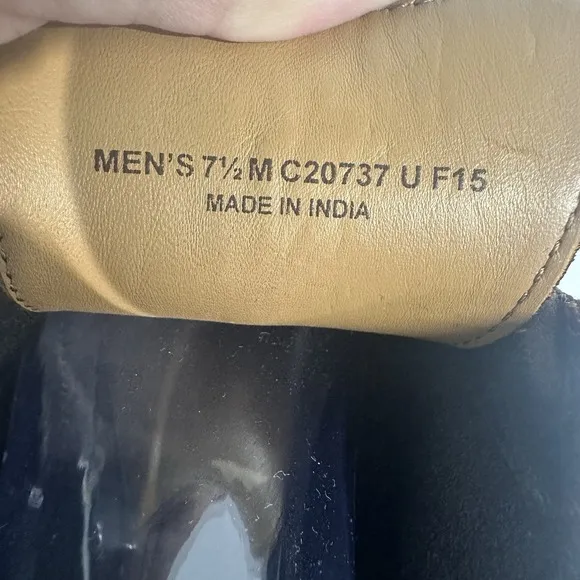 MEN'S 7½ M C20737 U F15
MADE IN INDIA